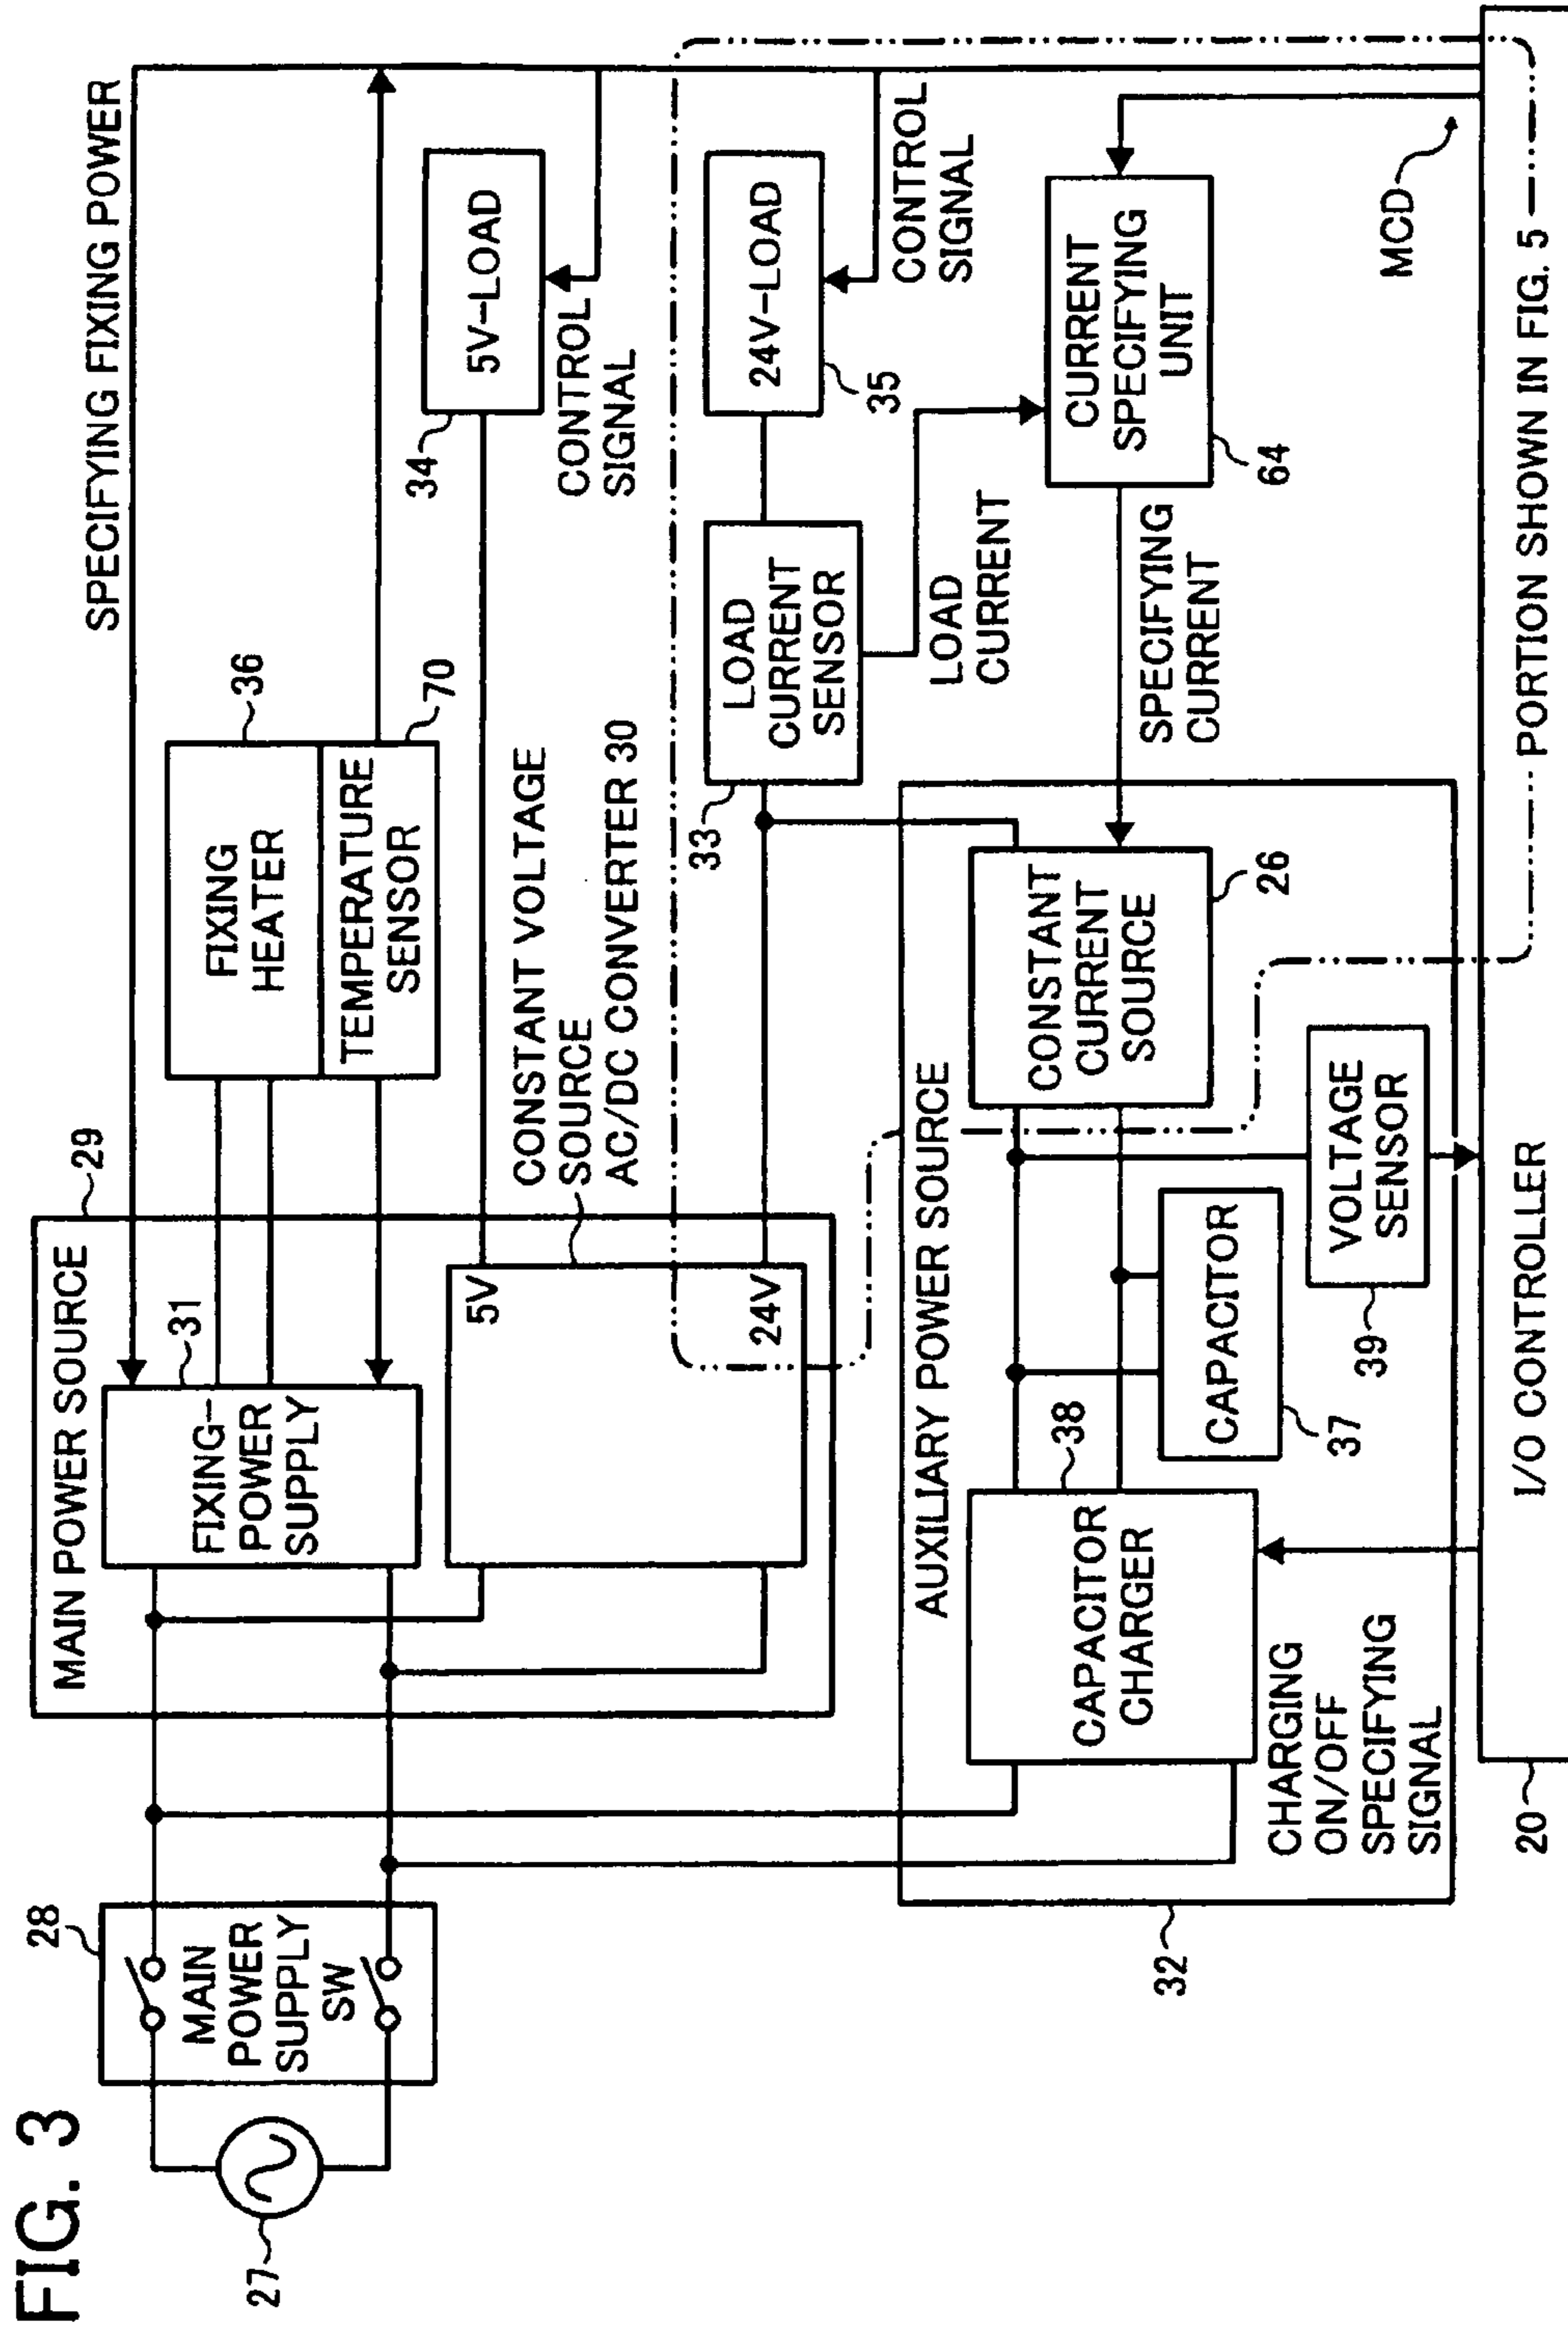 FIG. 3
27
28
MAIN
POWER
SUPPLY
SW
29
MAIN POWER SOURCE
31
FIXING-
POWER
SUPPLY
5V
24V
SPECIFYING FIXING POWER
36
FIXING
HEATER
TEMPERATURE
SENSOR
70
34
5V-LOAD
CONTROL
SIGNAL
CONSTANT VOLTAGE
SOURCE
AC/DC CONVERTER 30
33
LOAD
CURRENT
SENSOR
24V-LOAD
35
CONTROL
SIGNAL
LOAD
CURRENT
CURRENT
SPECIFYING
UNIT
64
SPECIFYING
CURRENT
MCD
AUXILIARY POWER SOURCE
32
CAPACITOR
CHARGER
38
CAPACITOR
37
CONSTANT
CURRENT
SOURCE
26
VOLTAGE
SENSOR
39
CHARGING
ON/OFF
SPECIFYING
SIGNAL
20
I/O CONTROLLER
PORTION SHOWN IN FIG. 5